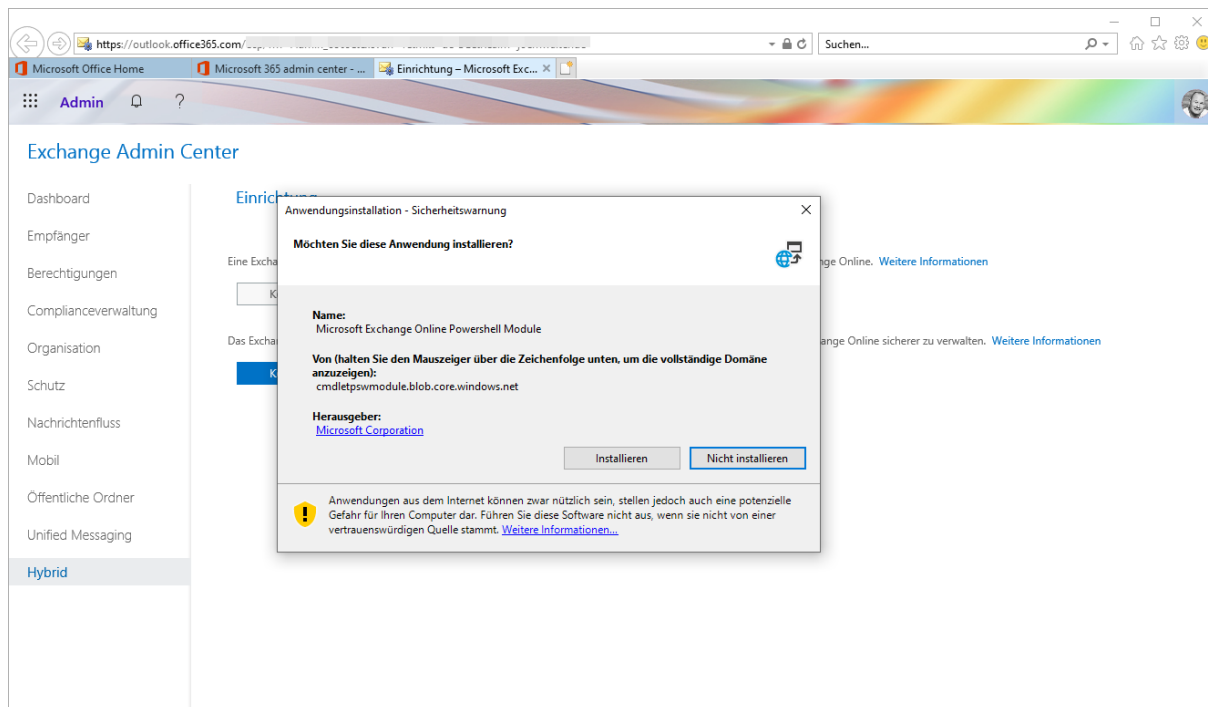 https://outlook.office365.com/
Suchen...
Microsoft Office Home
Microsoft 365 admin center - ...
Einrichtung – Microsoft Exc...
Admin
?
Exchange Admin Center
Dashboard
Empfänger
Berechtigungen
Complianceverwaltung
Organisation
Schutz
Nachrichtenfluss
Mobil
Öffentliche Ordner
Unified Messaging
Hybrid
Eine Excha
nge Online. Weitere Informationen
K
Das Exchan
ange Online sicherer zu verwalten. Weitere Informationen
K
Anwendungsinstallation - Sicherheitswarnung
Möchten Sie diese Anwendung installieren?
Name:
Microsoft Exchange Online Powershell Module
Von (halten Sie den Mauszeiger über die Zeichenfolge unten, um die vollständige Domäne
anzuzeigen):
cmdletpswmodule.blob.core.windows.net
Herausgeber:
Microsoft Corporation
Installieren
Nicht installieren
Anwendungen aus dem Internet können zwar nützlich sein, stellen jedoch auch eine potenzielle
Gefahr für Ihren Computer dar. Führen Sie diese Software nicht aus, wenn sie nicht von einer
vertrauenswürdigen Quelle stammt. Weitere Informationen...